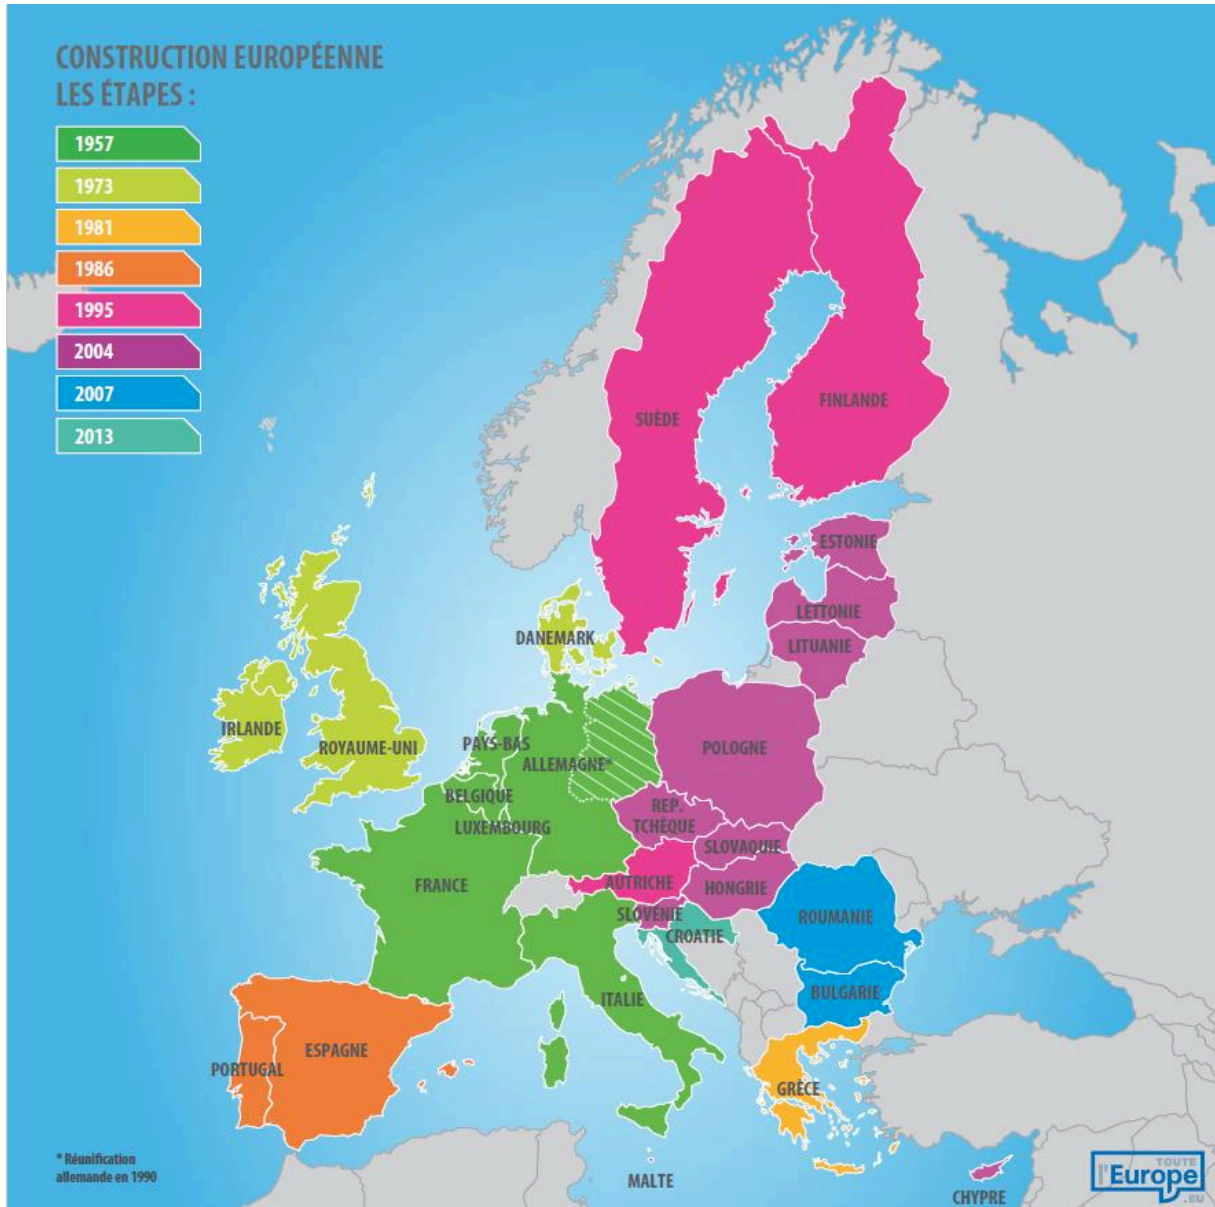 CONSTRUCTION EUROPÉENNE
LES ÉTAPES :
1957
1973
1981
1986
1995
2004
2007
2013
SUÈDE
FINLANDE
ESTONIE
LETTONIE
LITUANIE
DANEMARK
IRLANDE
ROYAUME-UNI
PAYS-BAS
ALLEMAGNE*
POLOGNE
BELGIQUE
LUXEMBOURG
REP.
TCHÈQUE
SLOVAQUIE
FRANCE
AUTRICHE
HONGRIE
SLOVÉNIE
CROATIE
ROUMANIE
BULGARIE
ITALIE
ESPAGNE
PORTUGAL
GRÈCE
MALTE
CHYPRE
* Réunification
allemande en 1990
TOUTE
l'Europe
.EU